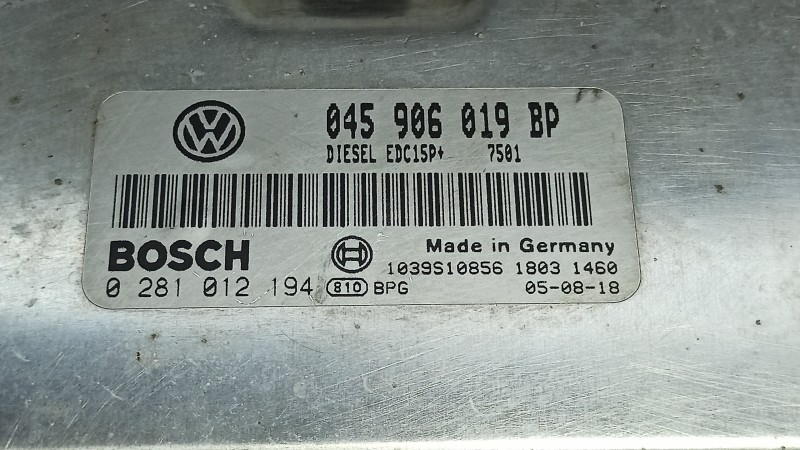 045 906 019 BP
DIESEL EDC15P+ 7501
BOSCH
Made in Germany
1039S10856 1803 1460
0 281 012 194 810 BPG 05-08-18